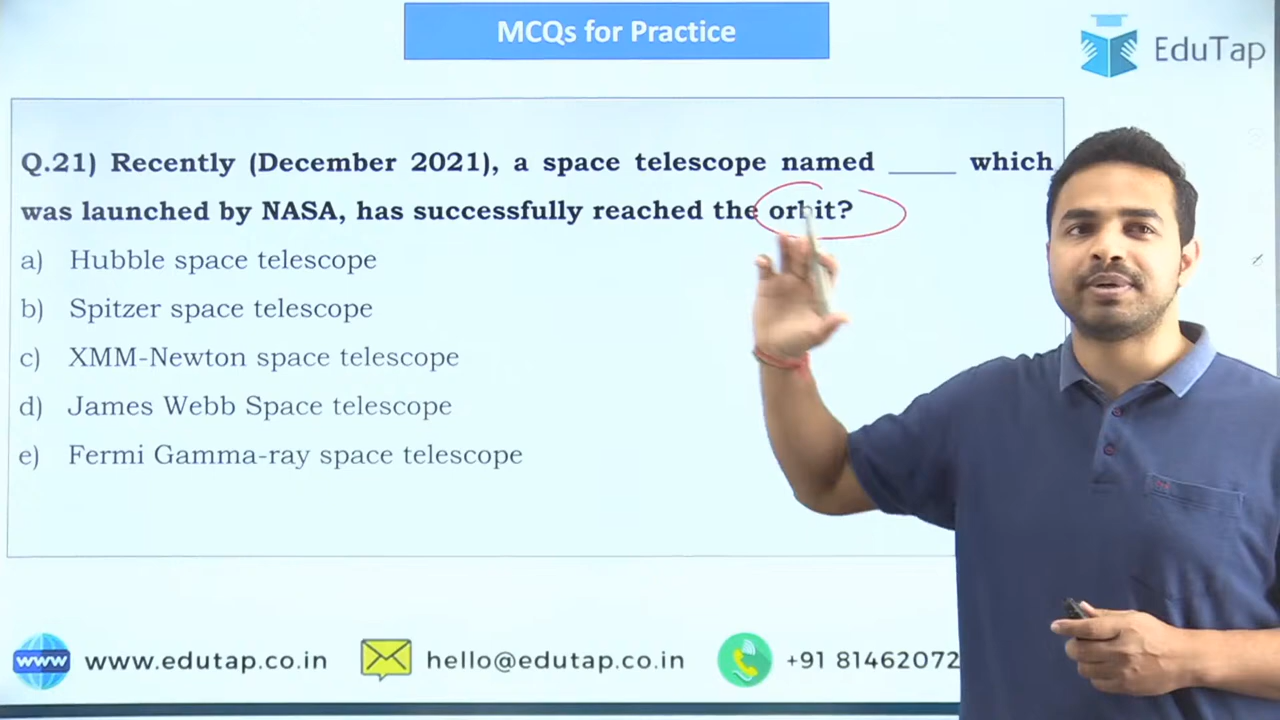 MCQs for Practice
EduTap
Q.21) Recently (December 2021), a space telescope named _____ which
was launched by NASA, has successfully reached the orbit?
a) Hubble space telescope
b) Spitzer space telescope
c) XMM-Newton space telescope
d) James Webb Space telescope
e) Fermi Gamma-ray space telescope
www
www.edutap.co.in
hello@edutap.co.in
+91 81462072